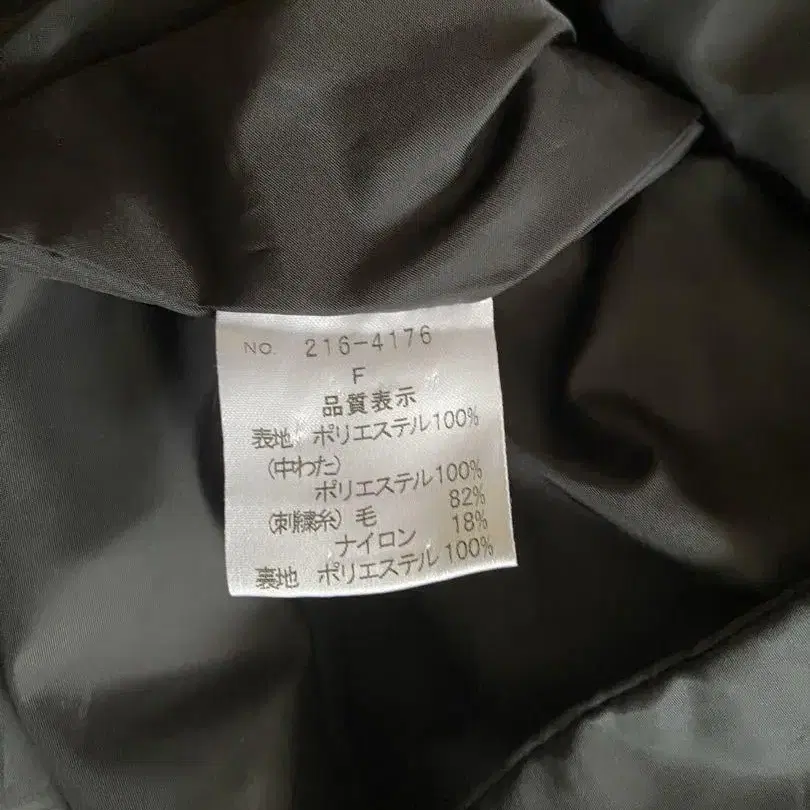 NO. 216-4176
F
品質表示
表地 ポリエステル100%
(中わた)
ポリエステル100%
(刺繍糸) 毛 82%
ナイロン 18%
裏地 ポリエステル100%